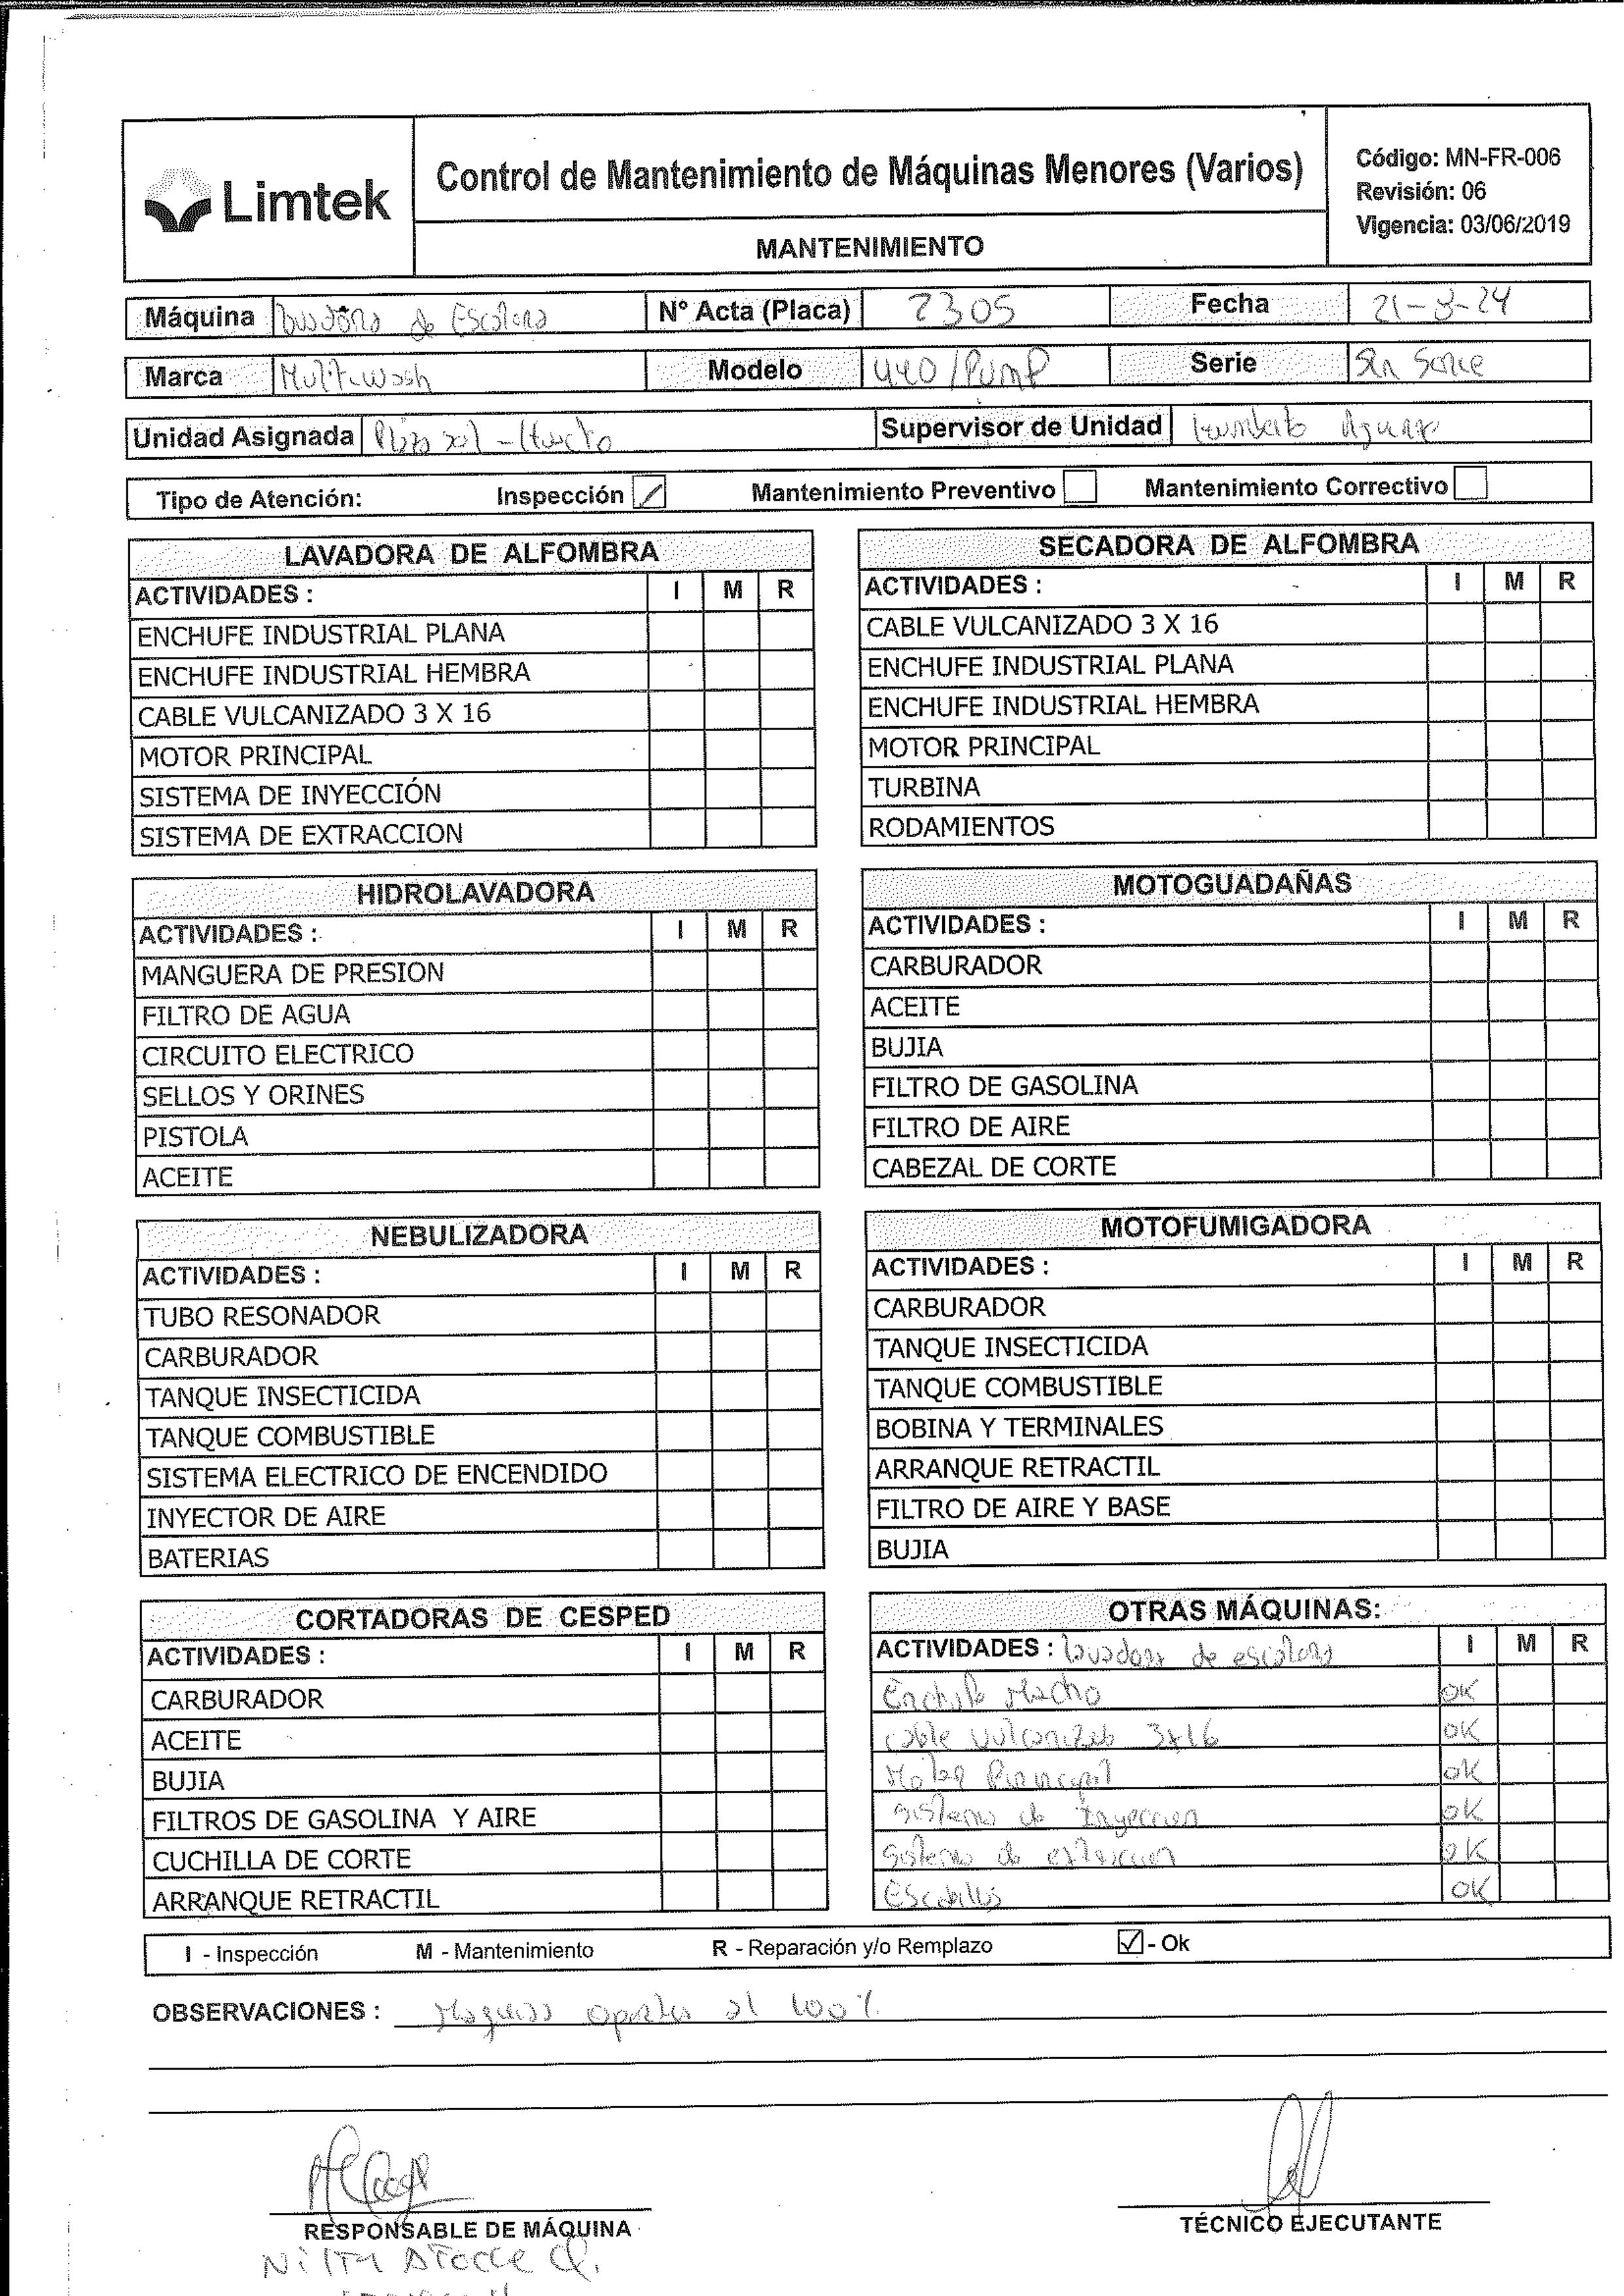 Limtek
Control de Mantenimiento de Máquinas Menores (Varios)
MANTENIMIENTO
Código: MN-FR-006
Revisión: 06
Vigencia: 03/06/2019
Máquina lavadora de Escalera N° Acta (Placa) 2305 Fecha 21-8-24
Marca Multi-wash Modelo 440/PUMP Serie Sin Serie
Unidad Asignada Plaza sol - Huacho Supervisor de Unidad Humberto Aguirre
Tipo de Atención: Inspección Mantenimiento Preventivo Mantenimiento Correctivo
LAVADORA DE ALFOMBRA
ACTIVIDADES : I M R
ENCHUFE INDUSTRIAL PLANA
ENCHUFE INDUSTRIAL HEMBRA
CABLE VULCANIZADO 3 X 16
MOTOR PRINCIPAL
SISTEMA DE INYECCIÓN
SISTEMA DE EXTRACCION
SECADORA DE ALFOMBRA
ACTIVIDADES : I M R
CABLE VULCANIZADO 3 X 16
ENCHUFE INDUSTRIAL PLANA
ENCHUFE INDUSTRIAL HEMBRA
MOTOR PRINCIPAL
TURBINA
RODAMIENTOS
HIDROLAVADORA
ACTIVIDADES : I M R
MANGUERA DE PRESION
FILTRO DE AGUA
CIRCUITO ELECTRICO
SELLOS Y ORINES
PISTOLA
ACEITE
MOTOGUADAÑAS
ACTIVIDADES : I M R
CARBURADOR
ACEITE
BUJIA
FILTRO DE GASOLINA
FILTRO DE AIRE
CABEZAL DE CORTE
NEBULIZADORA
ACTIVIDADES : I M R
TUBO RESONADOR
CARBURADOR
TANQUE INSECTICIDA
TANQUE COMBUSTIBLE
SISTEMA ELECTRICO DE ENCENDIDO
INYECTOR DE AIRE
BATERIAS
MOTOFUMIGADORA
ACTIVIDADES : I M R
CARBURADOR
TANQUE INSECTICIDA
TANQUE COMBUSTIBLE
BOBINA Y TERMINALES
ARRANQUE RETRACTIL
FILTRO DE AIRE Y BASE
BUJIA
CORTADORAS DE CESPED
ACTIVIDADES : I M R
CARBURADOR
ACEITE
BUJIA
FILTROS DE GASOLINA Y AIRE
CUCHILLA DE CORTE
ARRANQUE RETRACTIL
OTRAS MÁQUINAS:
ACTIVIDADES : lavadora de escalera I M R
Enchufe Macho OK
cable vulcanizado 3x16 OK
Motor Principal OK
sistema de Inyeccion OK
sistema de extraccion OK
Escobillas OK
I - Inspección M - Mantenimiento R - Reparación y/o Remplazo ☑ - Ok
OBSERVACIONES : Maquina operativa al 100%
RESPONSABLE DE MÁQUINA
TÉCNICO EJECUTANTE